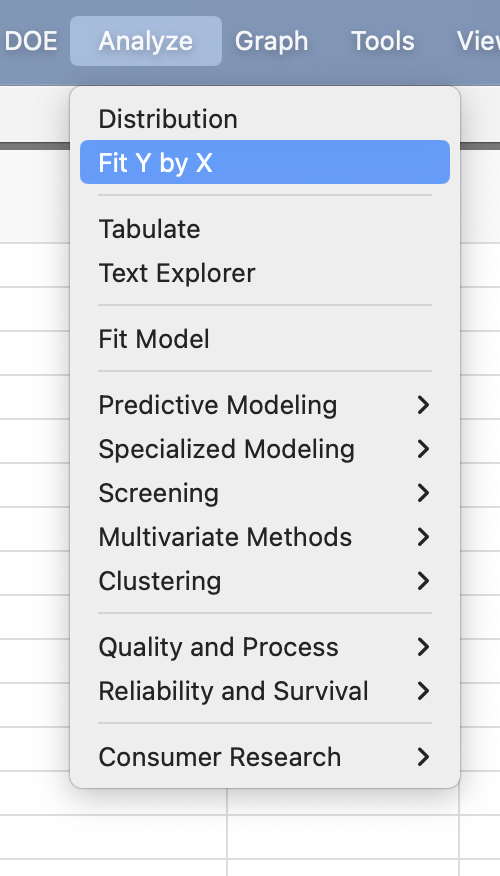 DOE Analyze Graph Tools
Distribution
Fit Y by X
Tabulate
Text Explorer
Fit Model
Predictive Modeling
Specialized Modeling
Screening
Multivariate Methods
Clustering
Quality and Process
Reliability and Survival
Consumer Research